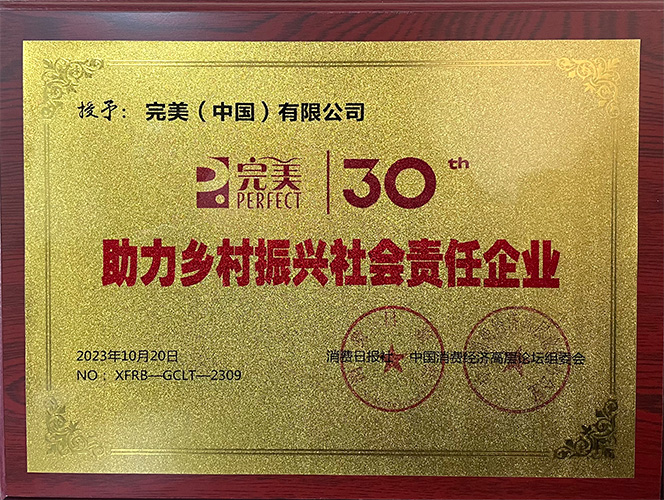 授予： 完美（中国）有限公司
完美 PERFECT 30th
助力乡村振兴社会责任企业
2023年10月20日 消费日报社 中国消费经济高层论坛组委会
NO：XFRB—GCLT—2309